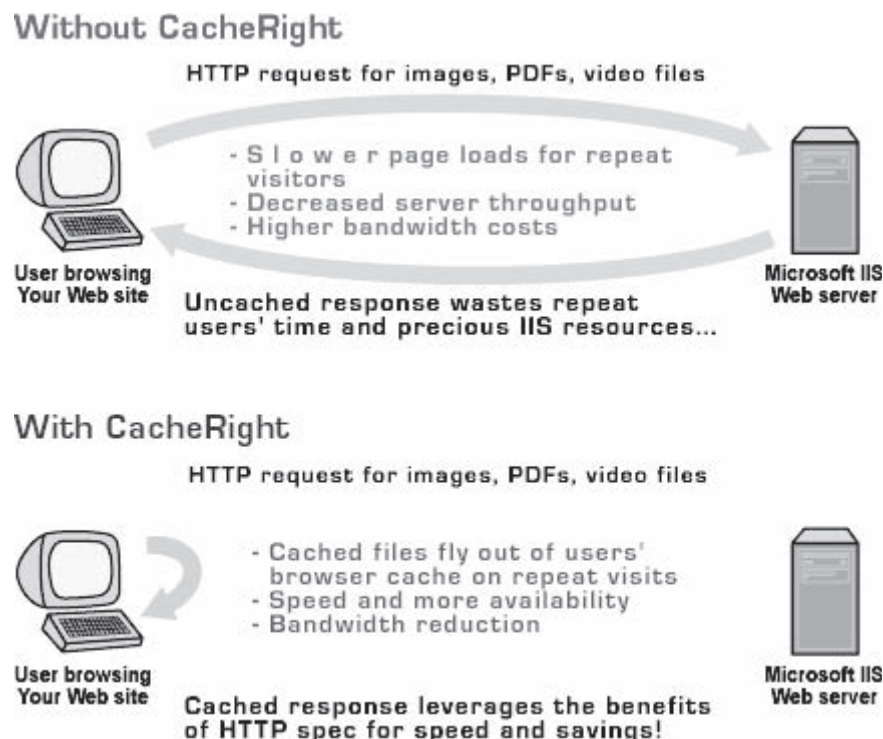 Without CacheRight
HTTP request for images, PDFs, video files
- S l o w e r page loads for repeat
visitors
- Decreased server throughput
- Higher bandwidth costs
User browsing
Your Web site
Microsoft IIS
Web server
Uncached response wastes repeat
users' time and precious IIS resources...
With CacheRight
HTTP request for images, PDFs, video files
- Cached files fly out of users'
browser cache on repeat visits
- Speed and more availability
- Bandwidth reduction
User browsing
Your Web site
Microsoft IIS
Web server
Cached response leverages the benefits
of HTTP spec for speed and savings!